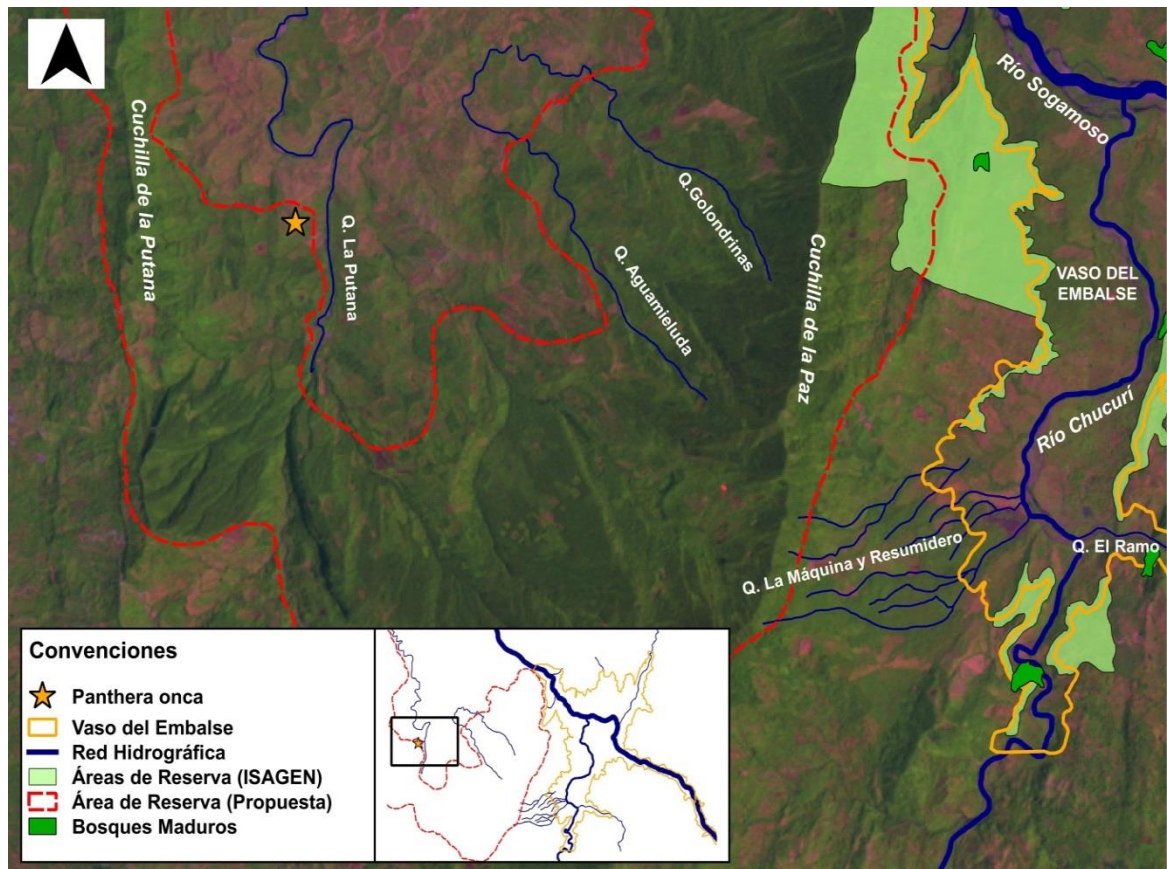 Cuchilla de la Putana
Q. La Putana
Q. Aguamieluda
Q.Golondrinas
Cuchilla de la Paz
Río Sogamoso
VASO DEL
EMBALSE
Río Chucurí
Q. El Ramo
Q. La Máquina y Resumidero
Convenciones
Panthera onca
Vaso del Embalse
Red Hidrográfica
Áreas de Reserva (ISAGEN)
Área de Reserva (Propuesta)
Bosques Maduros